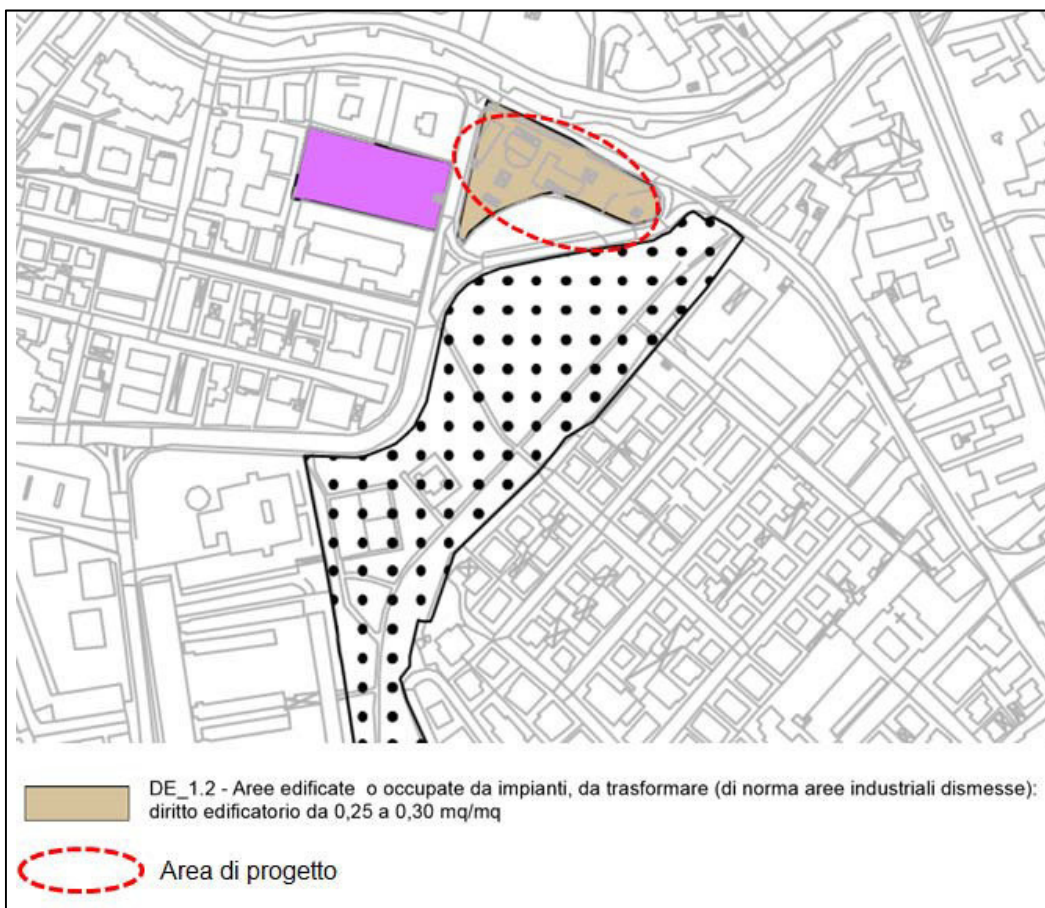 DE_1.2 - Aree edificate o occupate da impianti, da trasformare (di norma aree industriali dismesse):
diritto edificatorio da 0,25 a 0,30 mq/mq
Area di progetto